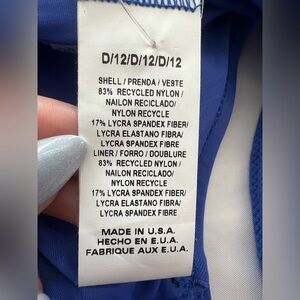 D/12/D/12/D/12
SHELL / PRENDA / VESTE
83% RECYCLED NYLON /
NAILON RECICLADO/
NYLON RECYCLE
17% LYCRA SPANDEX FIBER/
LYCRA ELASTANO FIBRA/
LYCRA SPANDEX FIBRE
LINER / FORRO / DOUBLURE
83% RECYCLED NYLON /
NAILON RECICLADO/
NYLON RECYCLE
17% LYCRA SPANDEX FIBER/
LYCRA ELASTANO FIBRA/
LYCRA SPANDEX FIBRE
MADE IN U.S.A.
HECHO EN E.U.A.
FABRIQUE AUX E.U.A.